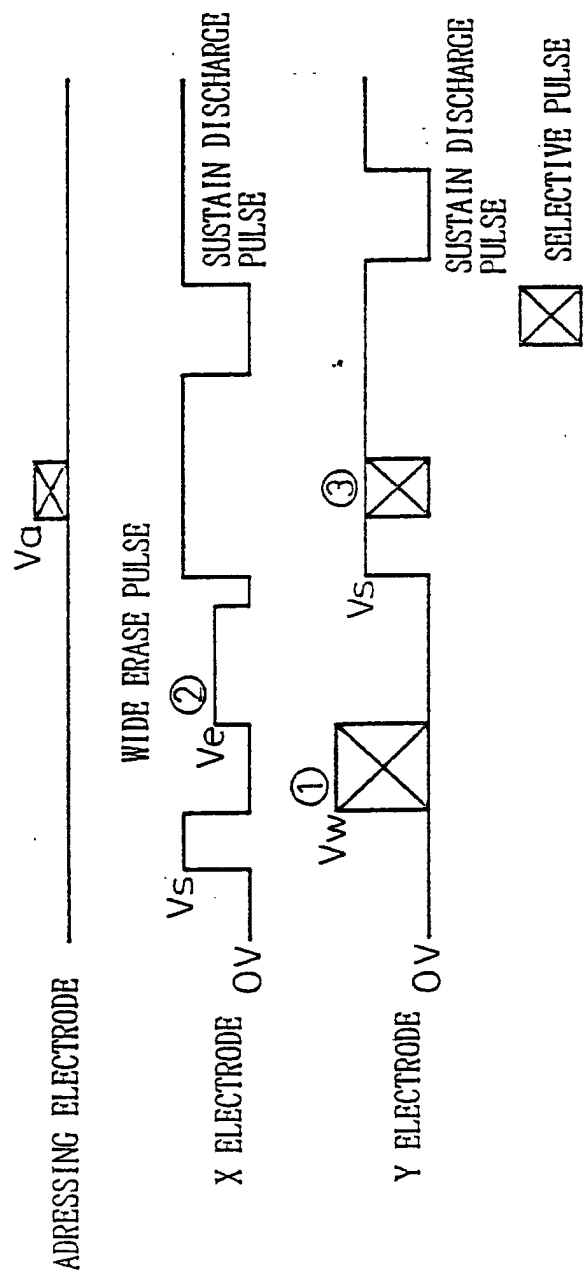 ADRESSING ELECTRODE
Va
WIDE ERASE PULSE
X ELECTRODE
0V
Vs
Ve
②
SUSTAIN DISCHARGE
PULSE
Y ELECTRODE
0V
Vw
①
Vs
③
SUSTAIN DISCHARGE
PULSE
SELECTIVE PULSE